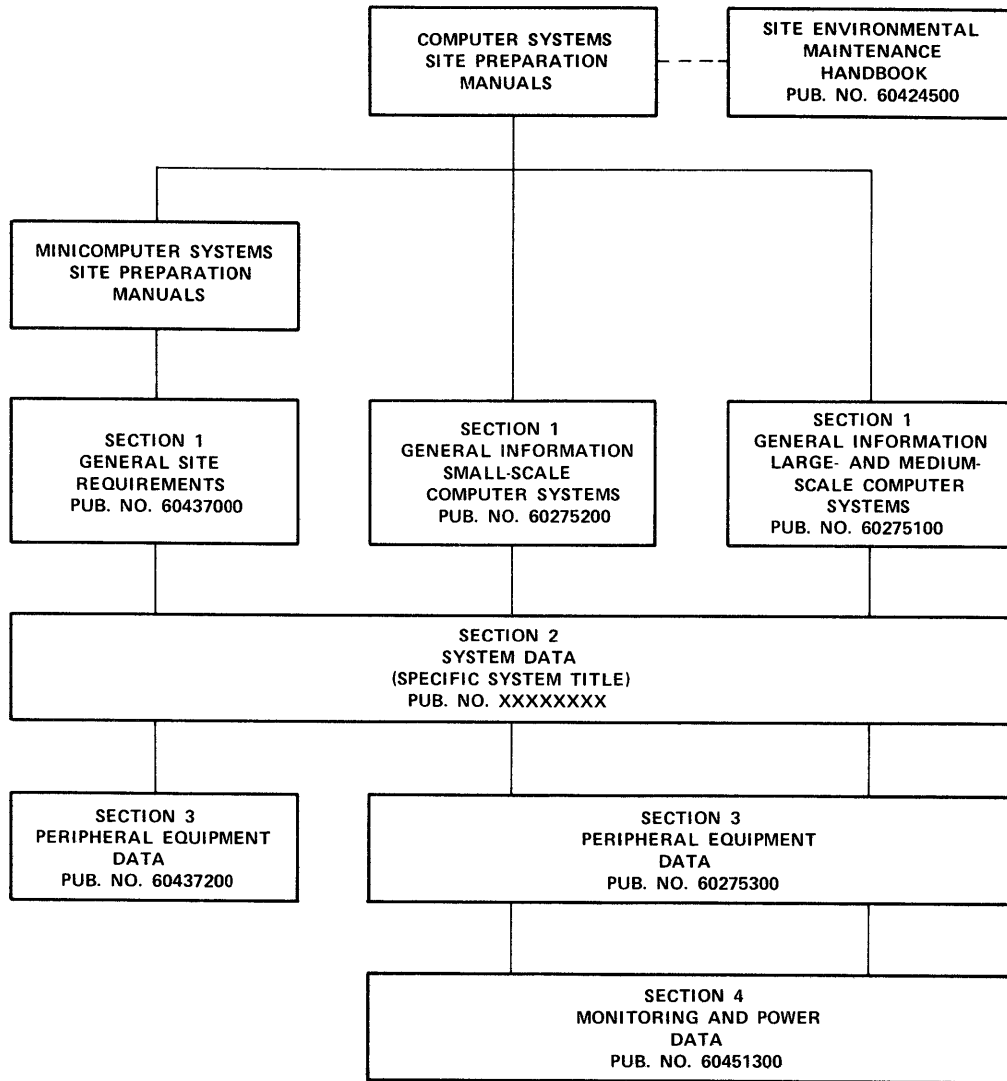 COMPUTER SYSTEMS
SITE PREPARATION
MANUALS
SITE ENVIRONMENTAL
MAINTENANCE
HANDBOOK
PUB. NO. 60424500
MINICOMPUTER SYSTEMS
SITE PREPARATION
MANUALS
SECTION 1
GENERAL SITE
REQUIREMENTS
PUB. NO. 60437000
SECTION 1
GENERAL INFORMATION
SMALL-SCALE
COMPUTER SYSTEMS
PUB. NO. 60275200
SECTION 1
GENERAL INFORMATION
LARGE- AND MEDIUM-
SCALE COMPUTER
SYSTEMS
PUB. NO. 60275100
SECTION 2
SYSTEM DATA
(SPECIFIC SYSTEM TITLE)
PUB. NO. XXXXXXXX
SECTION 3
PERIPHERAL EQUIPMENT
DATA
PUB. NO. 60437200
SECTION 3
PERIPHERAL EQUIPMENT
DATA
PUB. NO. 60275300
SECTION 4
MONITORING AND POWER
DATA
PUB. NO. 60451300